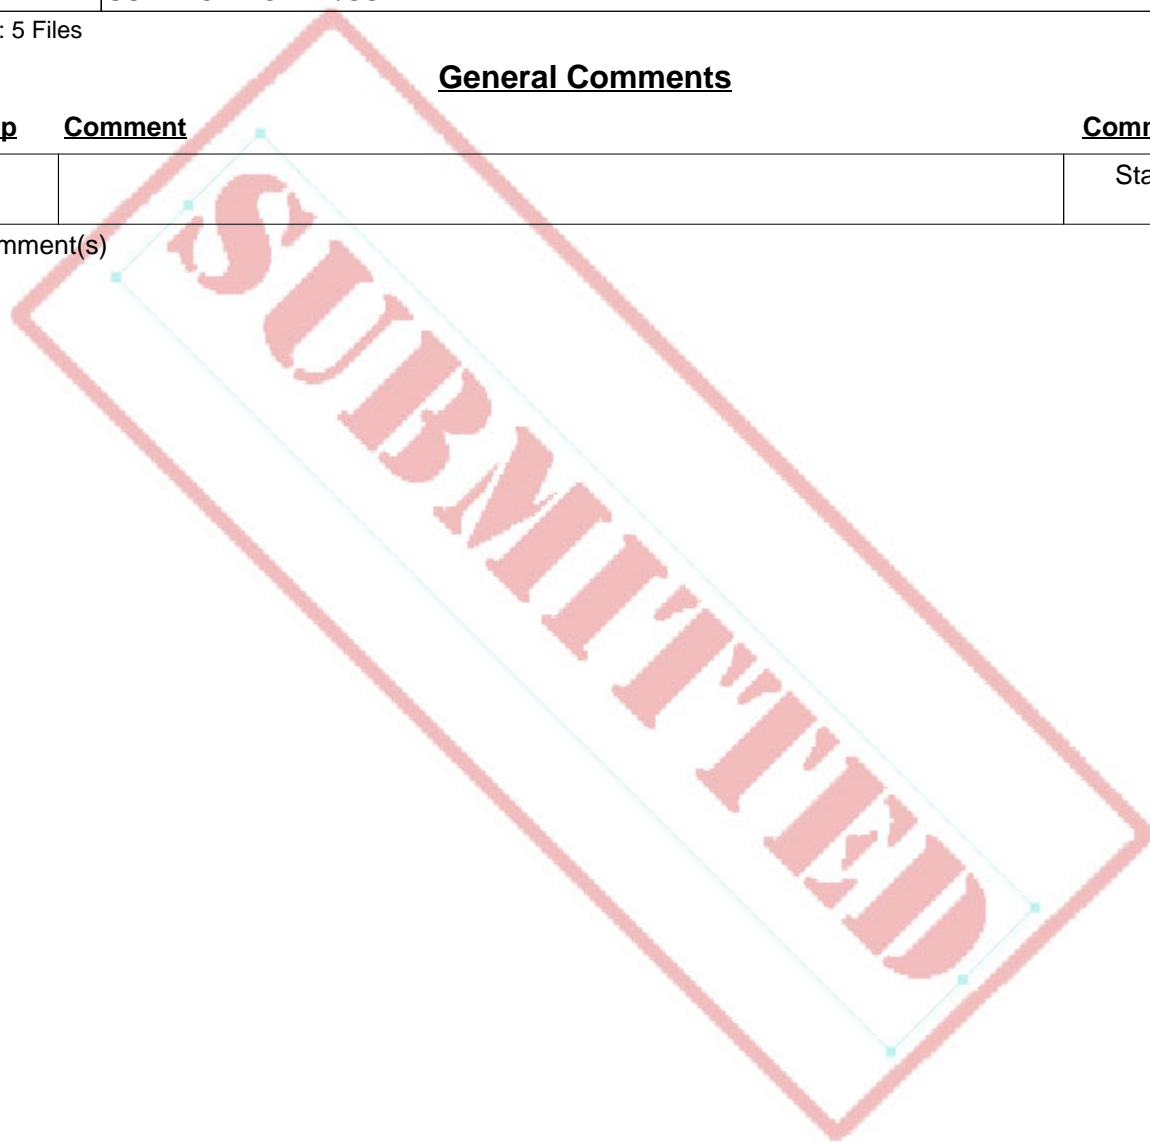 : 5 Files
General Comments
p Comment Comm
Sta
mment(s)
SUBMITTED